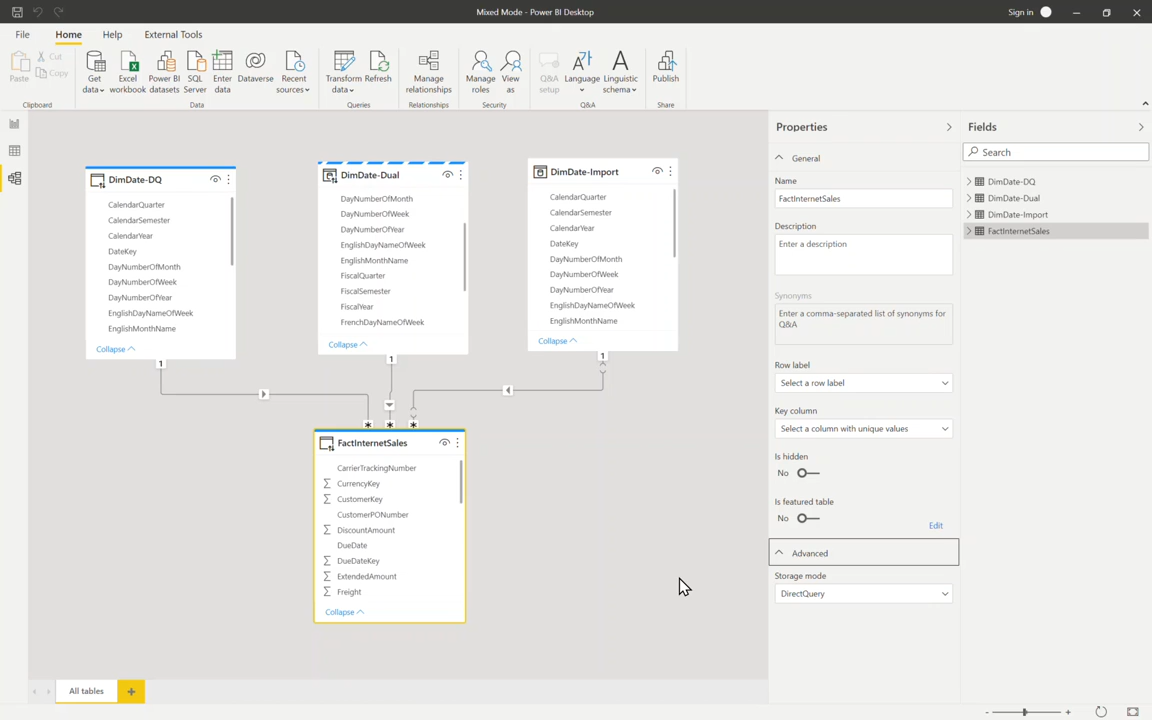 Mixed Mode - Power BI Desktop
Sign in
File
Home
Help
External Tools
Paste
Cut
Copy
Clipboard
Get
data
Excel
workbook
Power BI
datasets
SQL
Server
Enter
data
Dataverse
Recent
sources
Data
Transform
data
Refresh
Queries
Manage
relationships
Relationships
Manage
roles
View
as
Security
Q&A
setup
Language
Linguistic
schema
Q&A
Publish
Share
DimDate-DQ
CalendarQuarter
CalendarSemester
CalendarYear
DateKey
DayNumberOfMonth
DayNumberOfWeek
DayNumberOfYear
EnglishDayNameOfWeek
EnglishMonthName
Collapse
1
DimDate-Dual
DayNumberOfMonth
DayNumberOfWeek
DayNumberOfYear
EnglishDayNameOfWeek
EnglishMonthName
FiscalQuarter
FiscalSemester
FiscalYear
FrenchDayNameOfWeek
Collapse
1
DimDate-Import
CalendarQuarter
CalendarSemester
CalendarYear
DateKey
DayNumberOfMonth
DayNumberOfWeek
DayNumberOfYear
EnglishDayNameOfWeek
EnglishMonthName
Collapse
1
* * *
FactInternetSales
CarrierTrackingNumber
∑ CurrencyKey
∑ CustomerKey
CustomerPONumber
∑ DiscountAmount
DueDate
∑ DueDateKey
∑ ExtendedAmount
∑ Freight
Collapse
Properties
General
Name
FactInternetSales
Description
Enter a description
Synonyms
Enter a comma-separated list of synonyms for
Q&A
Row label
Select a row label
Key column
Select a column with unique values
Is hidden
No
Is featured table
No
Edit
Advanced
Storage mode
DirectQuery
Fields
Search
DimDate-DQ
DimDate-Dual
DimDate-Import
FactInternetSales
All tables
+
- +